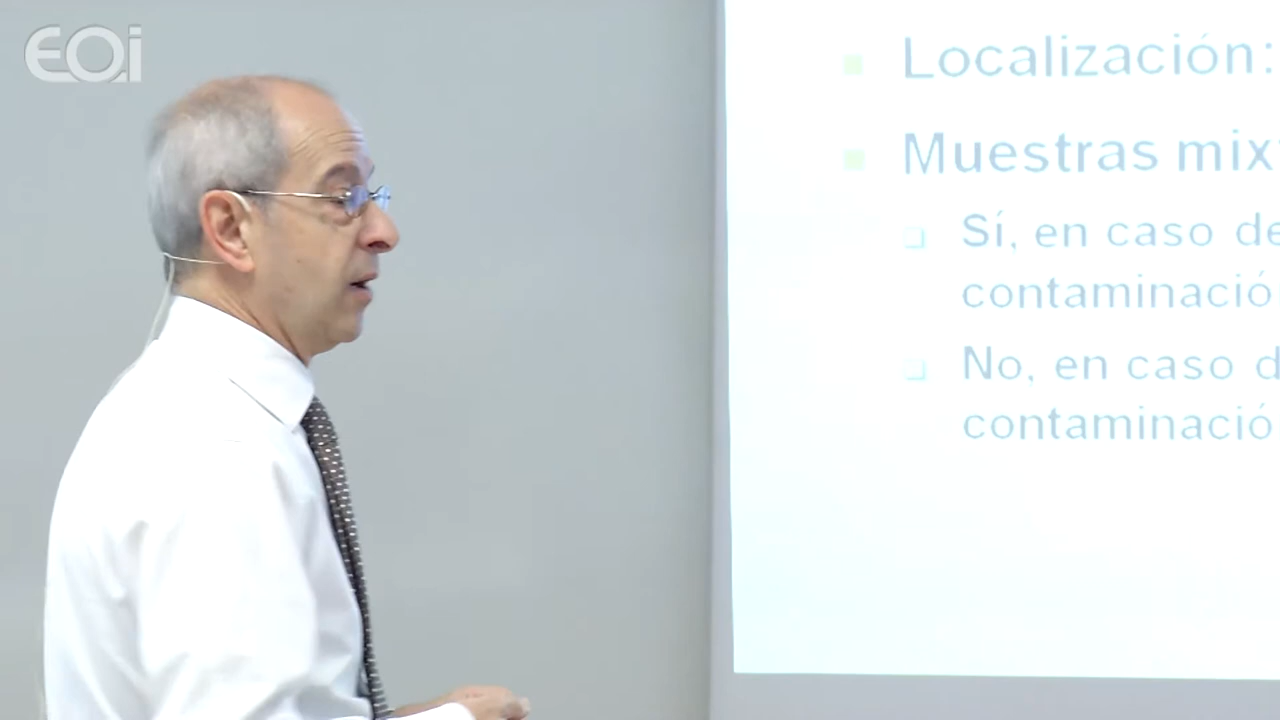 EOi
Localización:
Muestras mix
Sí, en caso de
contaminació
No, en caso d
contaminació